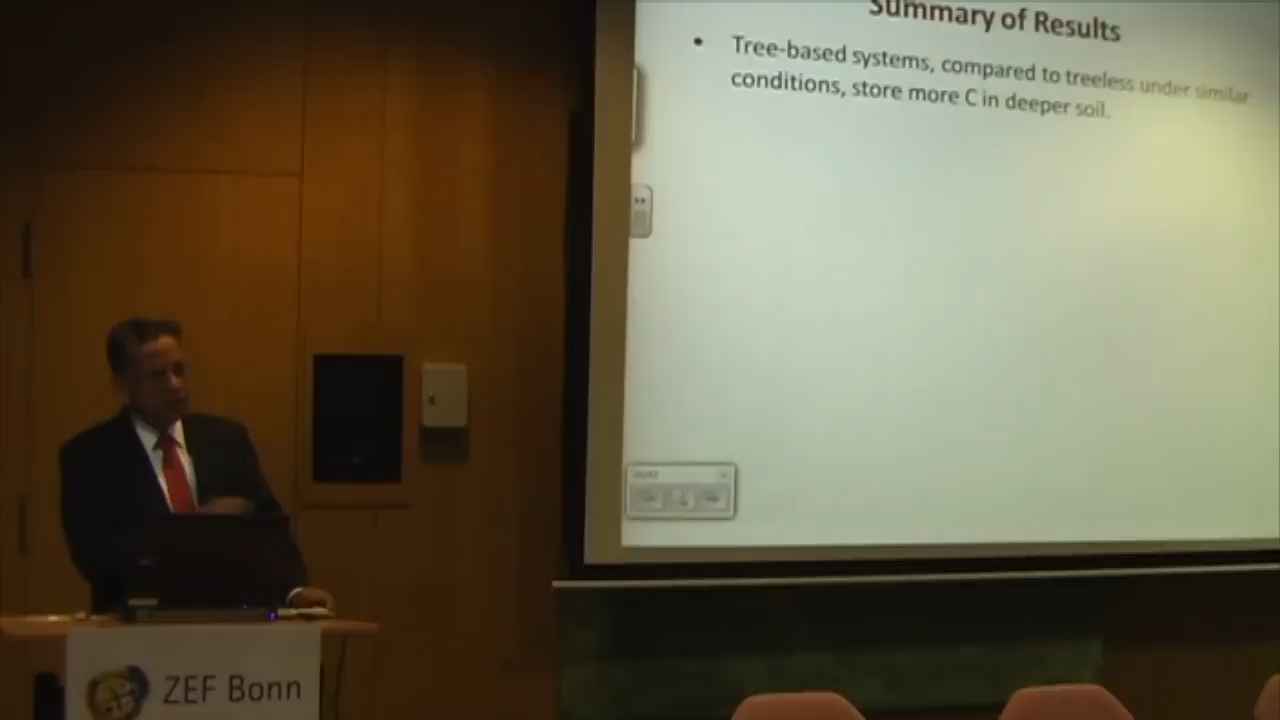 Summary of Results
• Tree-based systems, compared to treeless under similar
conditions, store more C in deeper soil.
ZEF Bonn